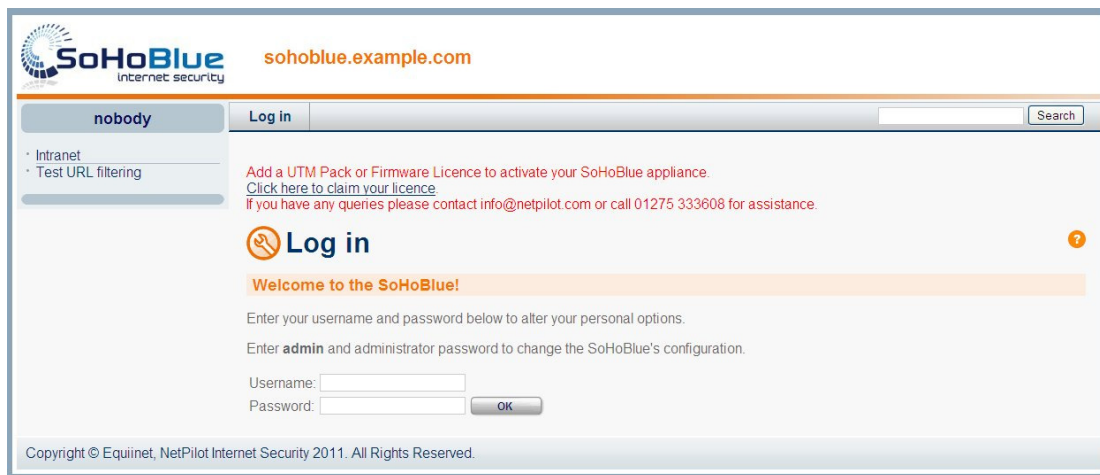 SoHoBlue
internet security
sohoblue.example.com
nobody
Log in
Search
· Intranet
· Test URL filtering
Add a UTM Pack or Firmware Licence to activate your SoHoBlue appliance.
Click here to claim your licence.
If you have any queries please contact info@netpilot.com or call 01275 333608 for assistance.
Log in
?
Welcome to the SoHoBlue!
Enter your username and password below to alter your personal options.
Enter admin and administrator password to change the SoHoBlue's configuration.
Username:
Password:
OK
Copyright © Equiinet, NetPilot Internet Security 2011. All Rights Reserved.